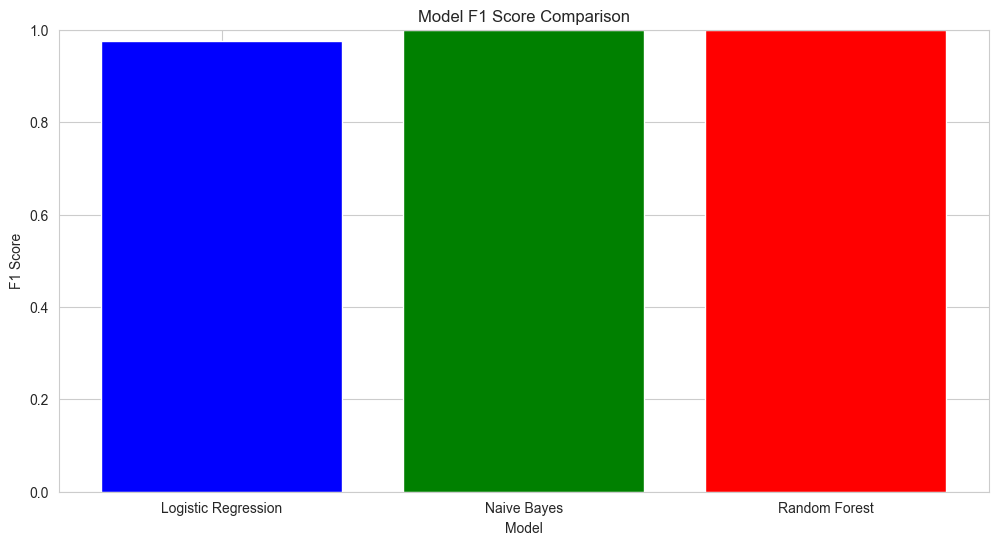 Model F1 Score Comparison
F1 Score
1.0
0.8
0.6
0.4
0.2
0.0
Logistic Regression Naive Bayes Random Forest
Model